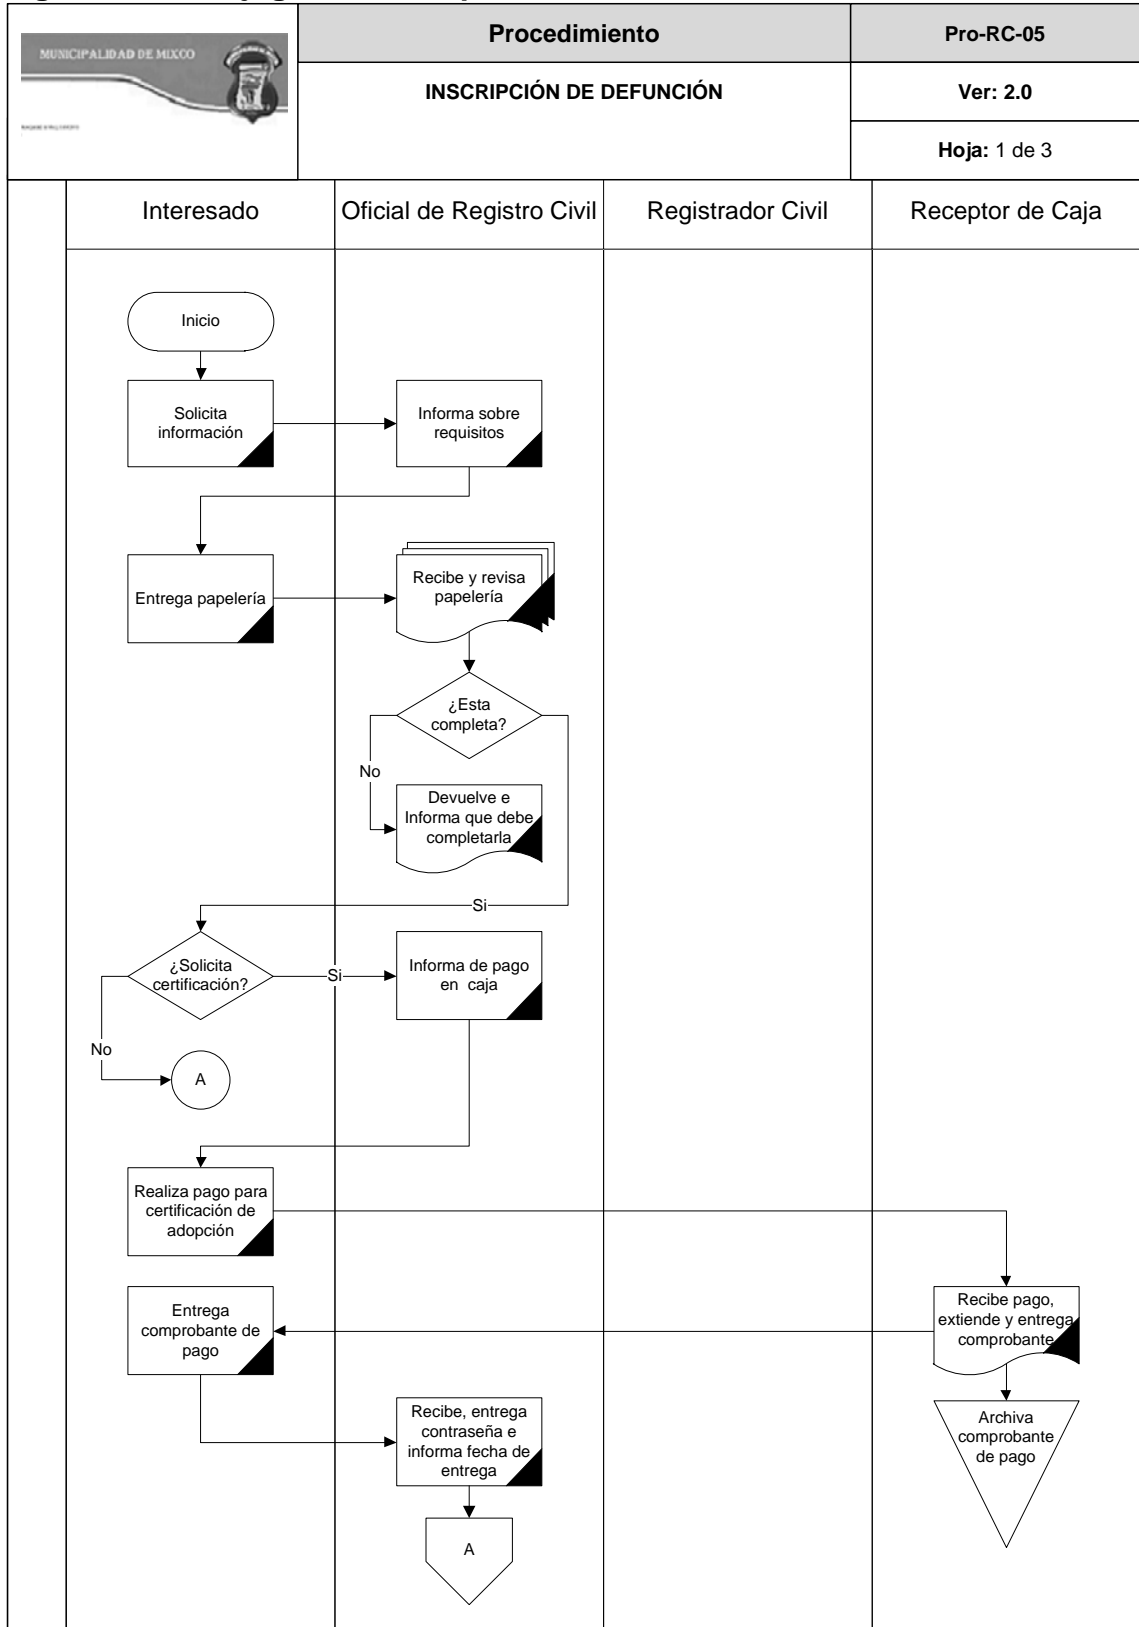 MUNICIPALIDAD DE MIXCO
Procedimiento
Pro-RC-05
INSCRIPCIÓN DE DEFUNCIÓN
Ver: 2.0
Hoja: 1 de 3
Interesado
Oficial de Registro Civil
Registrador Civil
Receptor de Caja
Inicio
Solicita
información
Informa sobre
requisitos
Entrega papelería
Recibe y revisa
papelería
¿Esta
completa?
No
Devuelve e
Informa que debe
completarla
Si
¿Solicita
certificación?
Si
Informa de pago
en caja
No
A
Realiza pago para
certificación de
adopción
Entrega
comprobante de
pago
Recibe pago,
extiende y entrega
comprobante
Recibe, entrega
contraseña e
informa fecha de
entrega
Archiva
comprobante
de pago
A